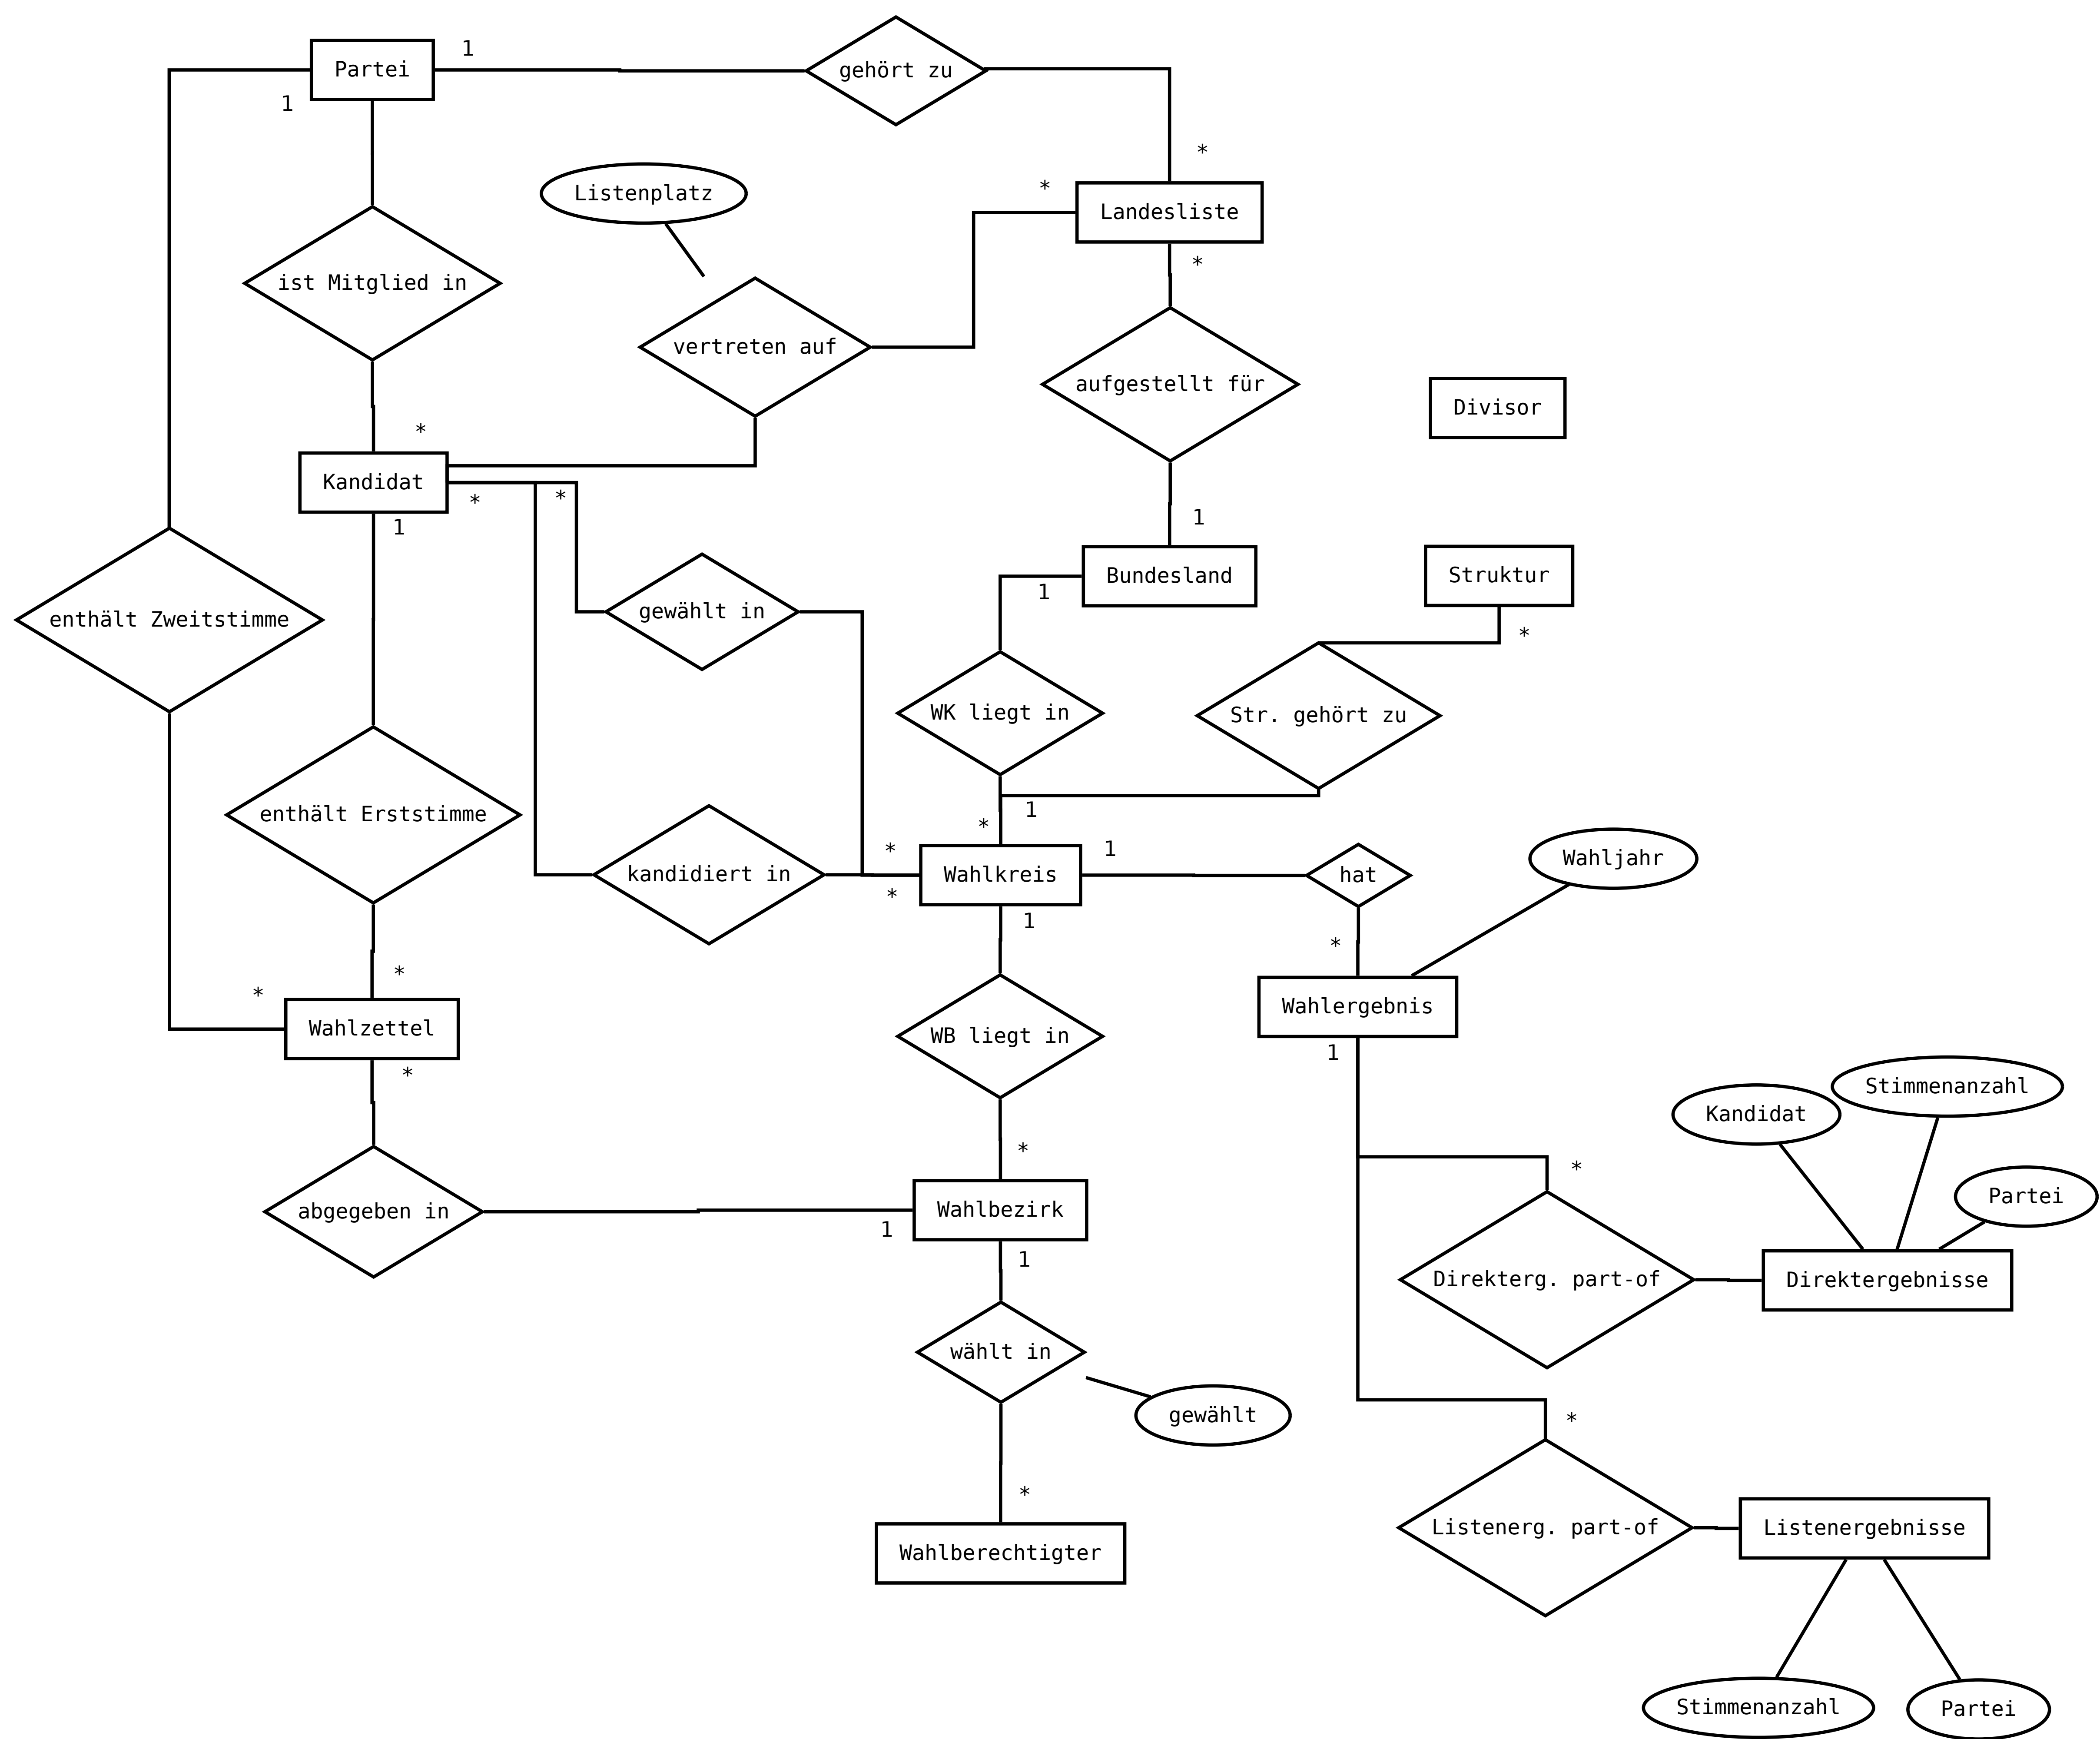 1
Partei
gehört zu
1
*
Listenplatz
*
Landesliste
*
ist Mitglied in
vertreten auf
aufgestellt für
Divisor
*
Kandidat
*
*
1
1
Bundesland
Struktur
1
enthält Zweitstimme
gewählt in
*
WK liegt in
Str. gehört zu
1
enthält Erststimme
*
*
1
Wahljahr
kandidiert in
Wahlkreis
hat
*
1
*
*
*
Wahlergebnis
Wahlzettel
WB liegt in
1
*
Stimmenanzahl
Kandidat
*
*
Partei
abgegeben in
Wahlbezirk
1
1
Direkterg. part-of
Direktergebnisse
wählt in
gewählt
*
*
Listenerg. part-of
Listenergebnisse
Wahlberechtigter
Stimmenanzahl
Partei